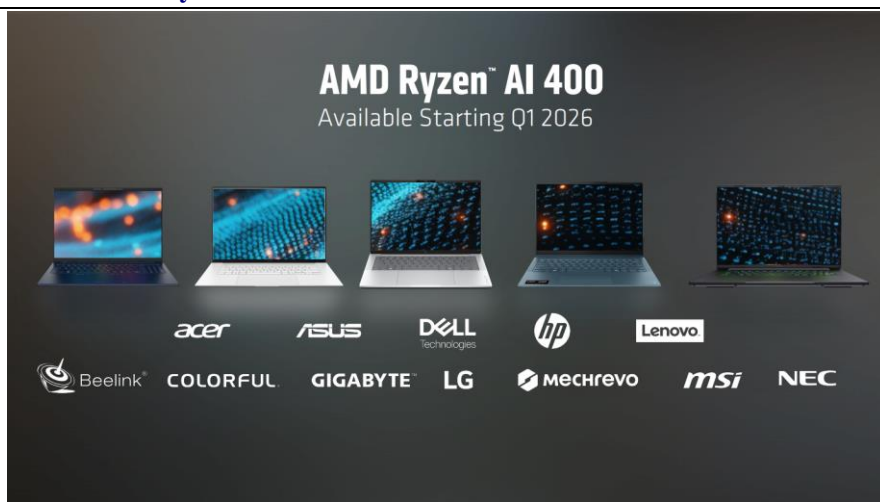 AMD Ryzen™ AI 400
Available Starting Q1 2026
acer ASUS DELL Technologies hp Lenovo.
Beelink® COLORFUL. GIGABYTE™ LG MECHREVO msi NEC